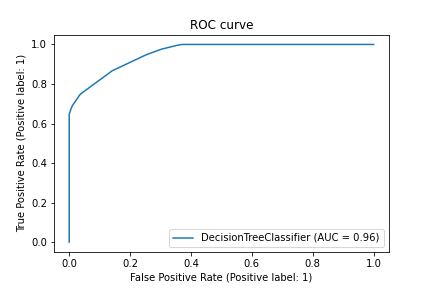 ROC curve
1.0
0.8
0.6
0.4
0.2
0.0
True Positive Rate (Positive label: 1)
DecisionTreeClassifier (AUC = 0.96)
0.0 0.2 0.4 0.6 0.8 1.0
False Positive Rate (Positive label: 1)